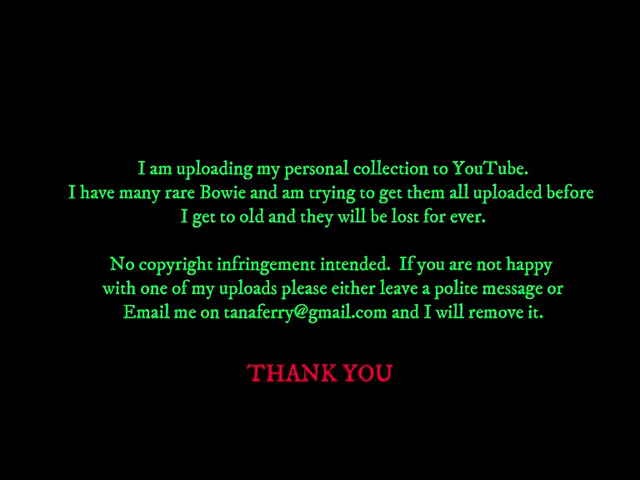 I am uploading my personal collection to YouTube.
I have many rare Bowie and am trying to get them all uploaded before
I get to old and they will be lost for ever.
No copyright infringement intended.  If you are not happy
with one of my uploads please either leave a polite message or
Email me on tanaferry@gmail.com and I will remove it.
THANK YOU